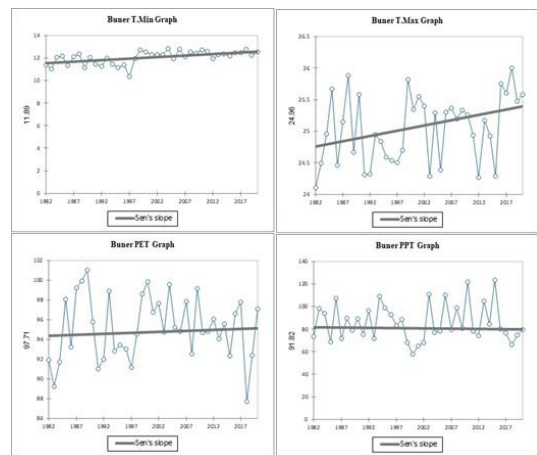 Buner T.Min Graph
14
12
10
8
6
4
2
0
11.89
1982 1987 1992 1997 2002 2007 2012 2017
Sen's slope
Buner T.Max Graph
26.5
26
25.5
25
24.5
24
24.96
1982 1987 1992 1997 2002 2007 2012 2017
Sen's slope
Buner PET Graph
102
100
98
96
94
92
90
88
86
97.71
1982 1987 1992 1997 2002 2007 2012 2017
Sen's slope
Buner PPT Graph
140
120
100
80
60
40
20
0
91.82
1982 1987 1992 1997 2002 2007 2012 2017
Sen's slope